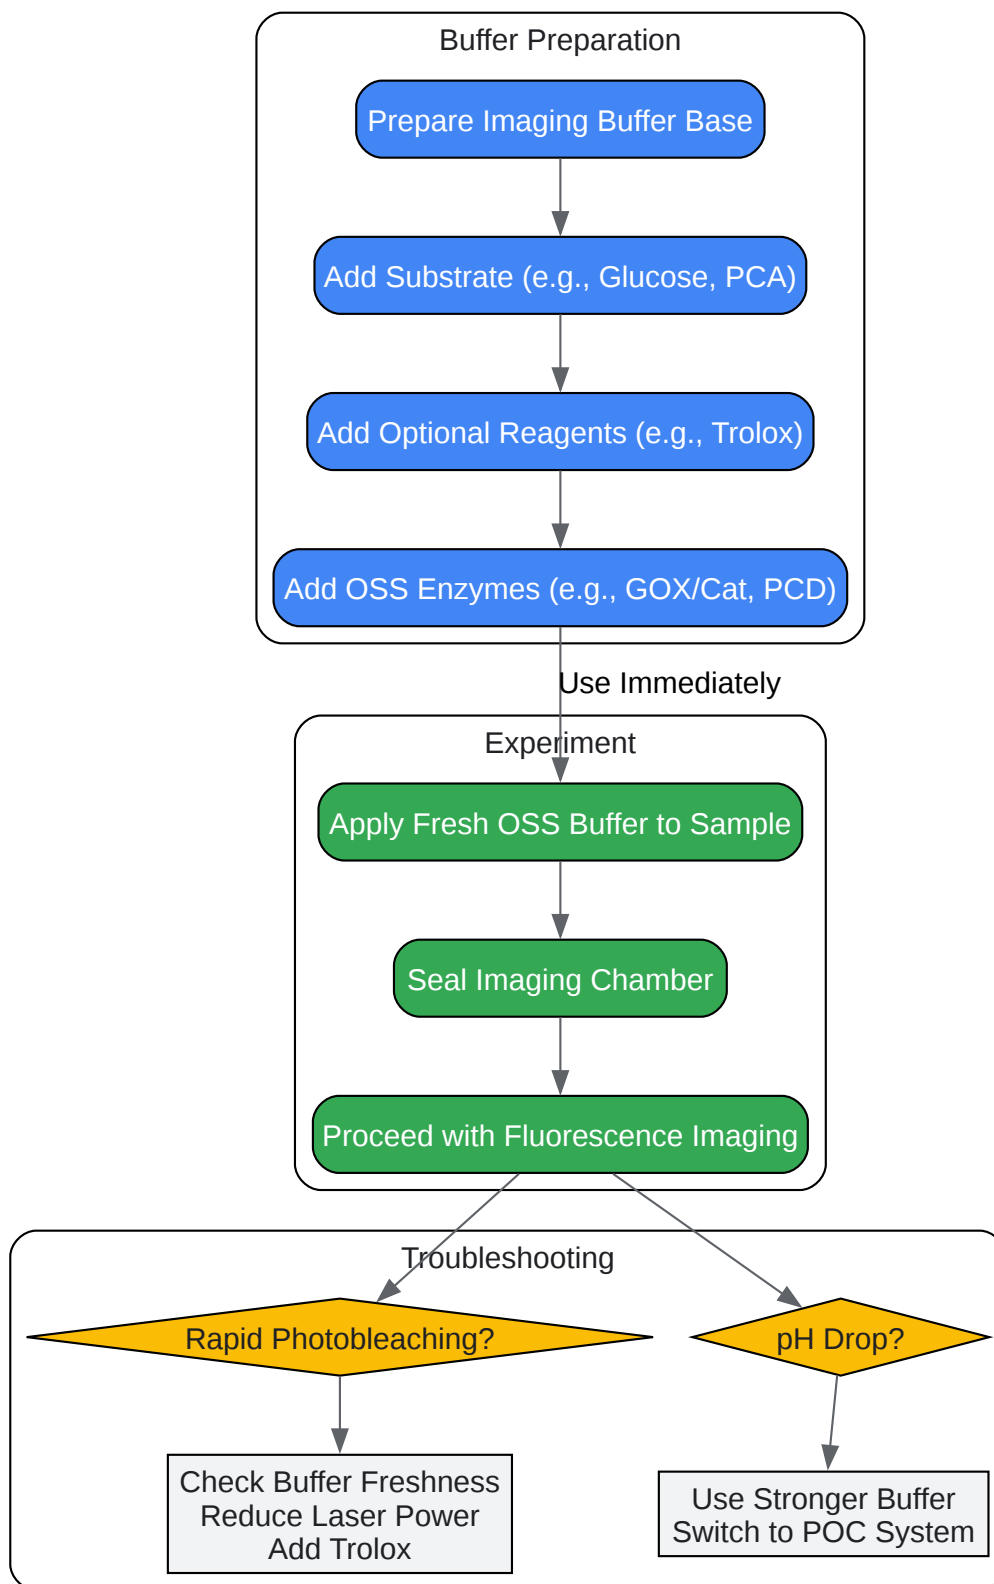 Buffer Preparation
Prepare Imaging Buffer Base
Add Substrate (e.g., Glucose, PCA)
Add Optional Reagents (e.g., Trolox)
Add OSS Enzymes (e.g., GOX/Cat, PCD)
Use Immediately
Experiment
Apply Fresh OSS Buffer to Sample
Seal Imaging Chamber
Proceed with Fluorescence Imaging
Troubleshooting
Rapid Photobleaching?
pH Drop?
Check Buffer Freshness
Reduce Laser Power
Add Trolox
Use Stronger Buffer
Switch to POC System